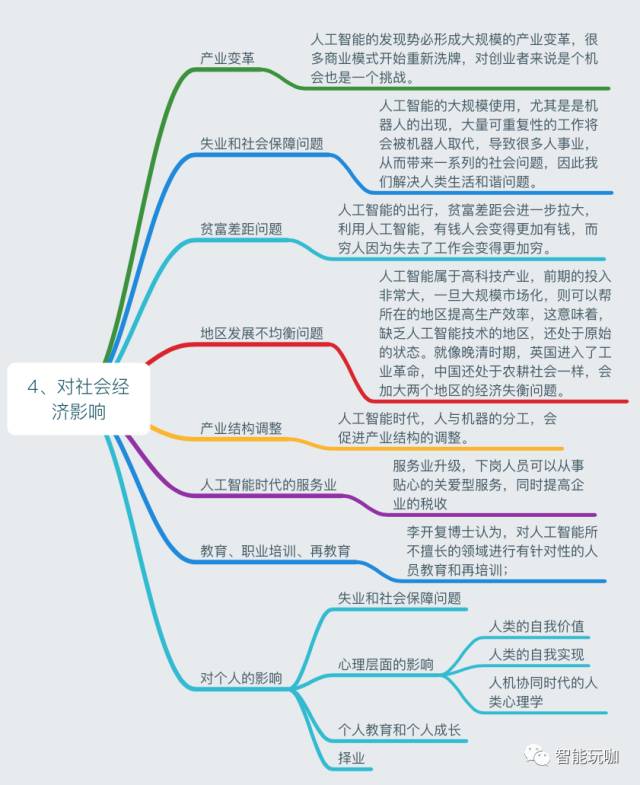 4、对社会经
济影响
产业变革
人工智能的发现势必形成大规模的产业变革，很
多商业模式开始重新洗牌，对创业者来说是个机
会也是一个挑战。
失业和社会保障问题
人工智能的大规模使用，尤其是是机
器人的出现，大量可重复性的工作将
会被机器人取代，导致很多人事业，
从而带来一系列的社会问题，因此我
们解决人类生活和谐问题。
贫富差距问题
人工智能的出行，贫富差距会进一步拉大，
利用人工智能，有钱人会变得更加有钱，而
穷人因为失去了工作会变得更加穷。
地区发展不均衡问题
人工智能属于高科技产业，前期的投入
非常大，一旦大规模市场化，则可以帮
所在的地区提高生产效率，这意味着，
缺乏人工智能技术的地区，还处于原始
的状态。就像晚清时期，英国进入了工
业革命，中国还处于农耕社会一样，会
加大两个地区的经济失衡问题。
产业结构调整
人工智能时代，人与机器的分工，会
促进产业结构的调整。
人工智能时代的服务业
服务业升级，下岗人员可以从事
贴心的关爱型服务，同时提高企
业的税收
教育、职业培训、再教育
李开复博士认为，对人工智能所
不擅长的领域进行有针对性的人
员教育和再培训；
对个人的影响
失业和社会保障问题
心理层面的影响
人类的自我价值
人类的自我实现
人机协同时代的人
类心理学
个人教育和个人成长
择业
智能玩咖